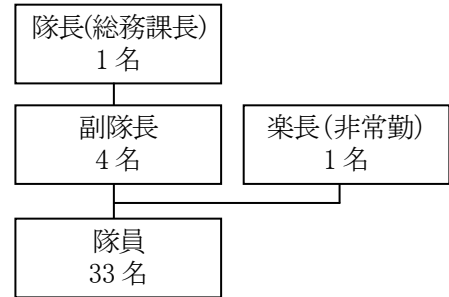 隊長(総務課長)
1名
副隊長
4名
楽長(非常勤)
1名
隊員
33名